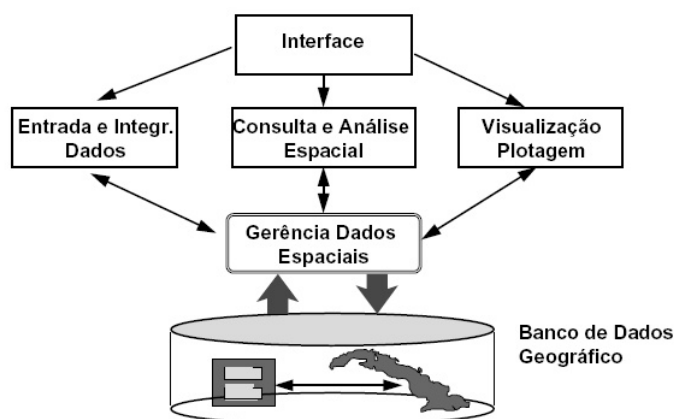 Interface
Entrada e Integr.
Dados
Consulta e Análise
Espacial
Visualização
Plotagem
Gerência Dados
Espaciais
Banco de Dados
Geográfico